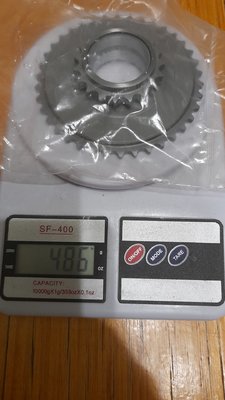 SF-400
486
g
oz
CAPACITY:
10000gX1g/353ozX0.1oz
ON/OFF
MODE
TARE